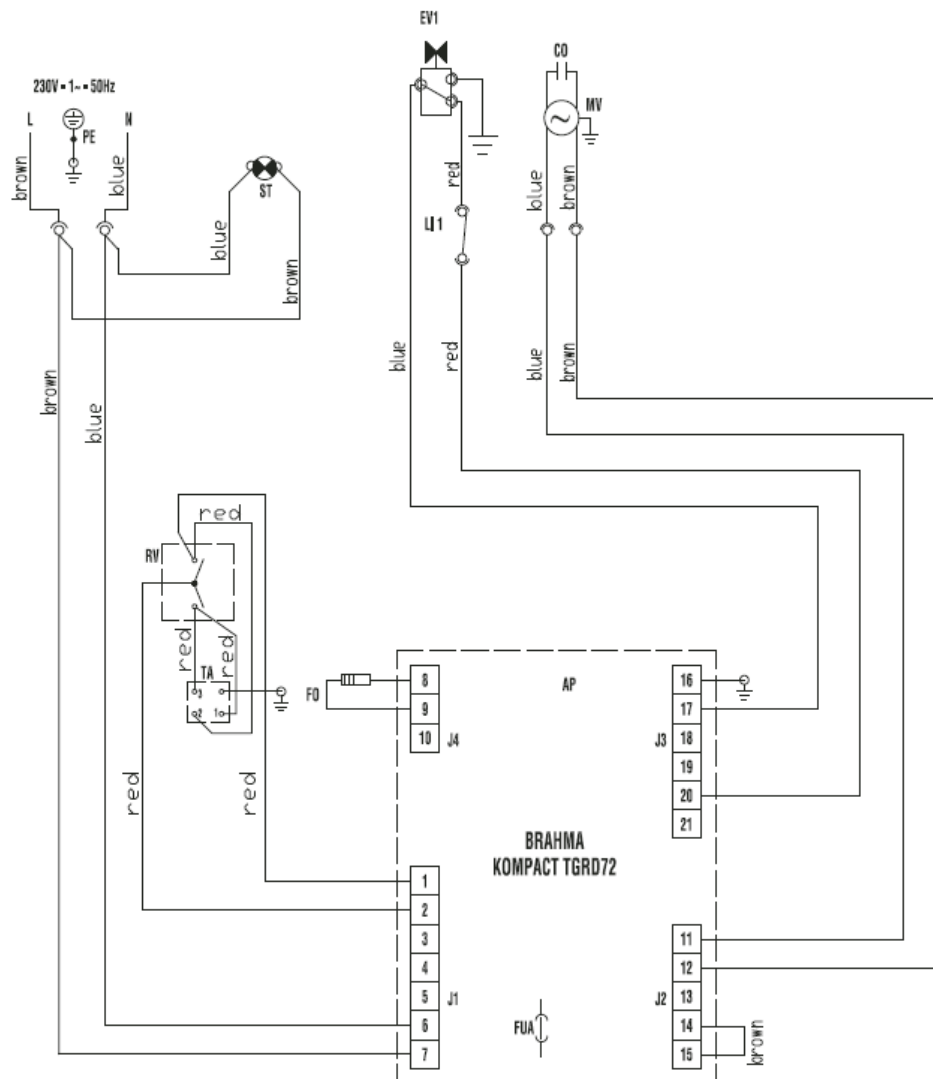 EV1
CO
230V - 1~ - 50Hz
L
PE
N
MV
brown
blue
ST
red
blue
brown
LI 1
blue
brown
blue
red
blue
brown
brown
blue
red
RV
red
red
TA
3
2
1
FO
8
9
10
J4
AP
16
17
18
19
20
21
J3
red
red
BRAHMA
KOMPACT TGRD72
1
2
3
4
5
6
7
J1
FUA
11
12
13
14
15
J2
brown